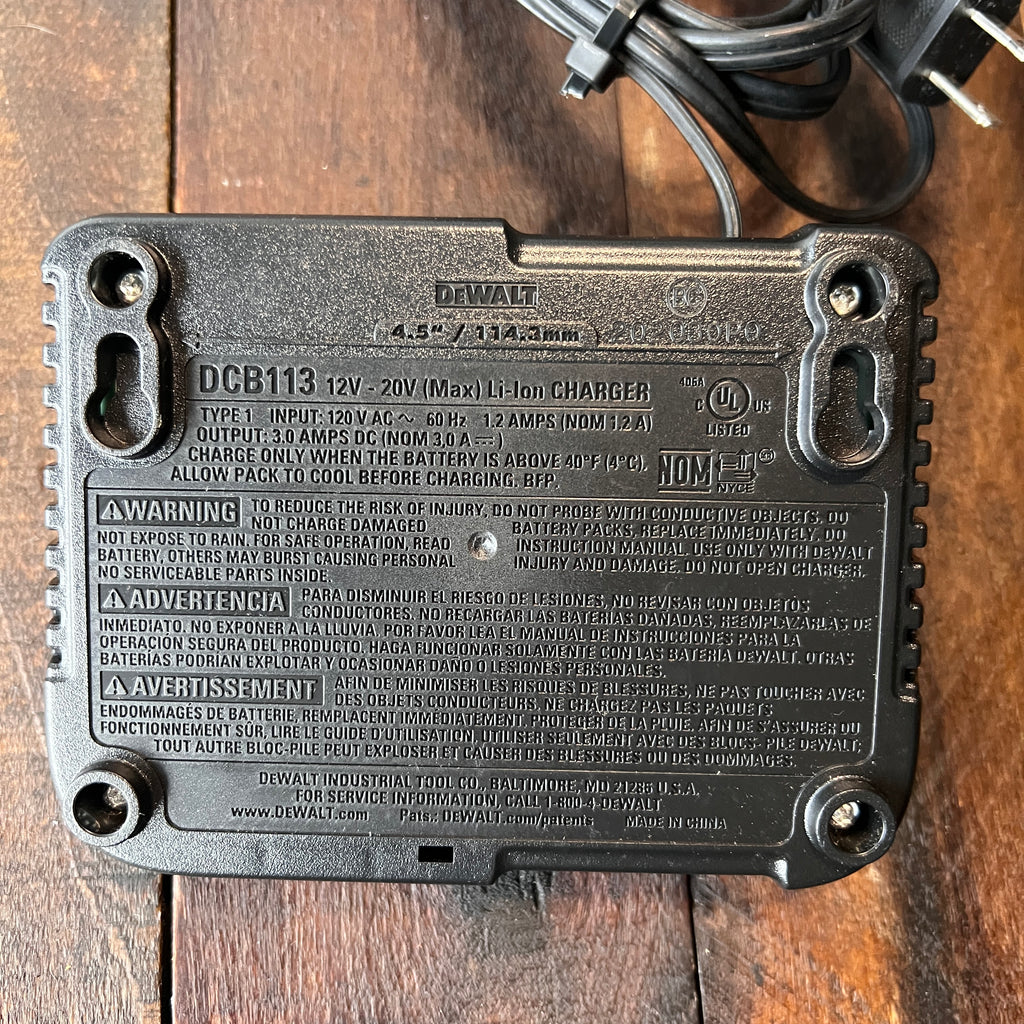 DEWALT
4.5" / 114.3mm
DCB113 12V - 20V (Max) Li-Ion CHARGER
TYPE 1 INPUT: 120 V AC ~ 60 Hz 1.2 AMPS (NOM 1.2 A)
OUTPUT: 3.0 AMPS DC (NOM 3.0 A ⎓)
CHARGE ONLY WHEN THE BATTERY IS ABOVE 40°F (4°C).
ALLOW PACK TO COOL BEFORE CHARGING. BFP.
C UL US
LISTED
NOM NYCE
WARNING TO REDUCE THE RISK OF INJURY, DO NOT PROBE WITH CONDUCTIVE OBJECTS, DO
NOT CHARGE DAMAGED BATTERY PACKS, REPLACE IMMEDIATELY. DO
NOT EXPOSE TO RAIN. FOR SAFE OPERATION, READ INSTRUCTION MANUAL. USE ONLY WITH DEWALT
BATTERY, OTHERS MAY BURST CAUSING PERSONAL INJURY AND DAMAGE. DO NOT OPEN CHARGER.
NO SERVICEABLE PARTS INSIDE.
ADVERTENCIA PARA DISMINUIR EL RIESGO DE LESIONES, NO REVISAR CON OBJETOS
CONDUCTORES. NO RECARGAR LAS BATERÍAS DAÑADAS, REEMPLAZARLAS DE
INMEDIATO. NO EXPONER A LA LLUVIA. POR FAVOR LEA EL MANUAL DE INSTRUCCIONES PARA LA
OPERACIÓN SEGURA DEL PRODUCTO. HAGA FUNCIONAR SOLAMENTE CON LAS BATERIA DEWALT. OTRAS
BATERÍAS PODRÍAN EXPLOTAR Y OCASIONAR DAÑO O LESIONES PERSONALES.
AVERTISSEMENT AFIN DE MINIMISER LES RISQUES DE BLESSURES, NE PAS TOUCHER AVEC
DES OBJETS CONDUCTEURS. NE CHARGEZ PAS LES PAQUETS
ENDOMMAGÉS DE BATTERIE, REMPLACENT IMMÉDIATEMENT. PROTÉGER DE LA PLUIE. AFIN DE S'ASSURER OU
FONCTIONNEMENT SÛR, LIRE LE GUIDE D'UTILISATION, UTILISER SEULEMENT AVEC DES BLOCS- PILE DEWALT;
TOUT AUTRE BLOC-PILE PEUT EXPLOSER ET CAUSER DES BLESSURES OU DES DOMMAGES.
DEWALT INDUSTRIAL TOOL CO., BALTIMORE, MD 21286 U.S.A.
FOR SERVICE INFORMATION, CALL 1-800-4-DEWALT
www.DEWALT.com Pats.: DEWALT.com/patents MADE IN CHINA